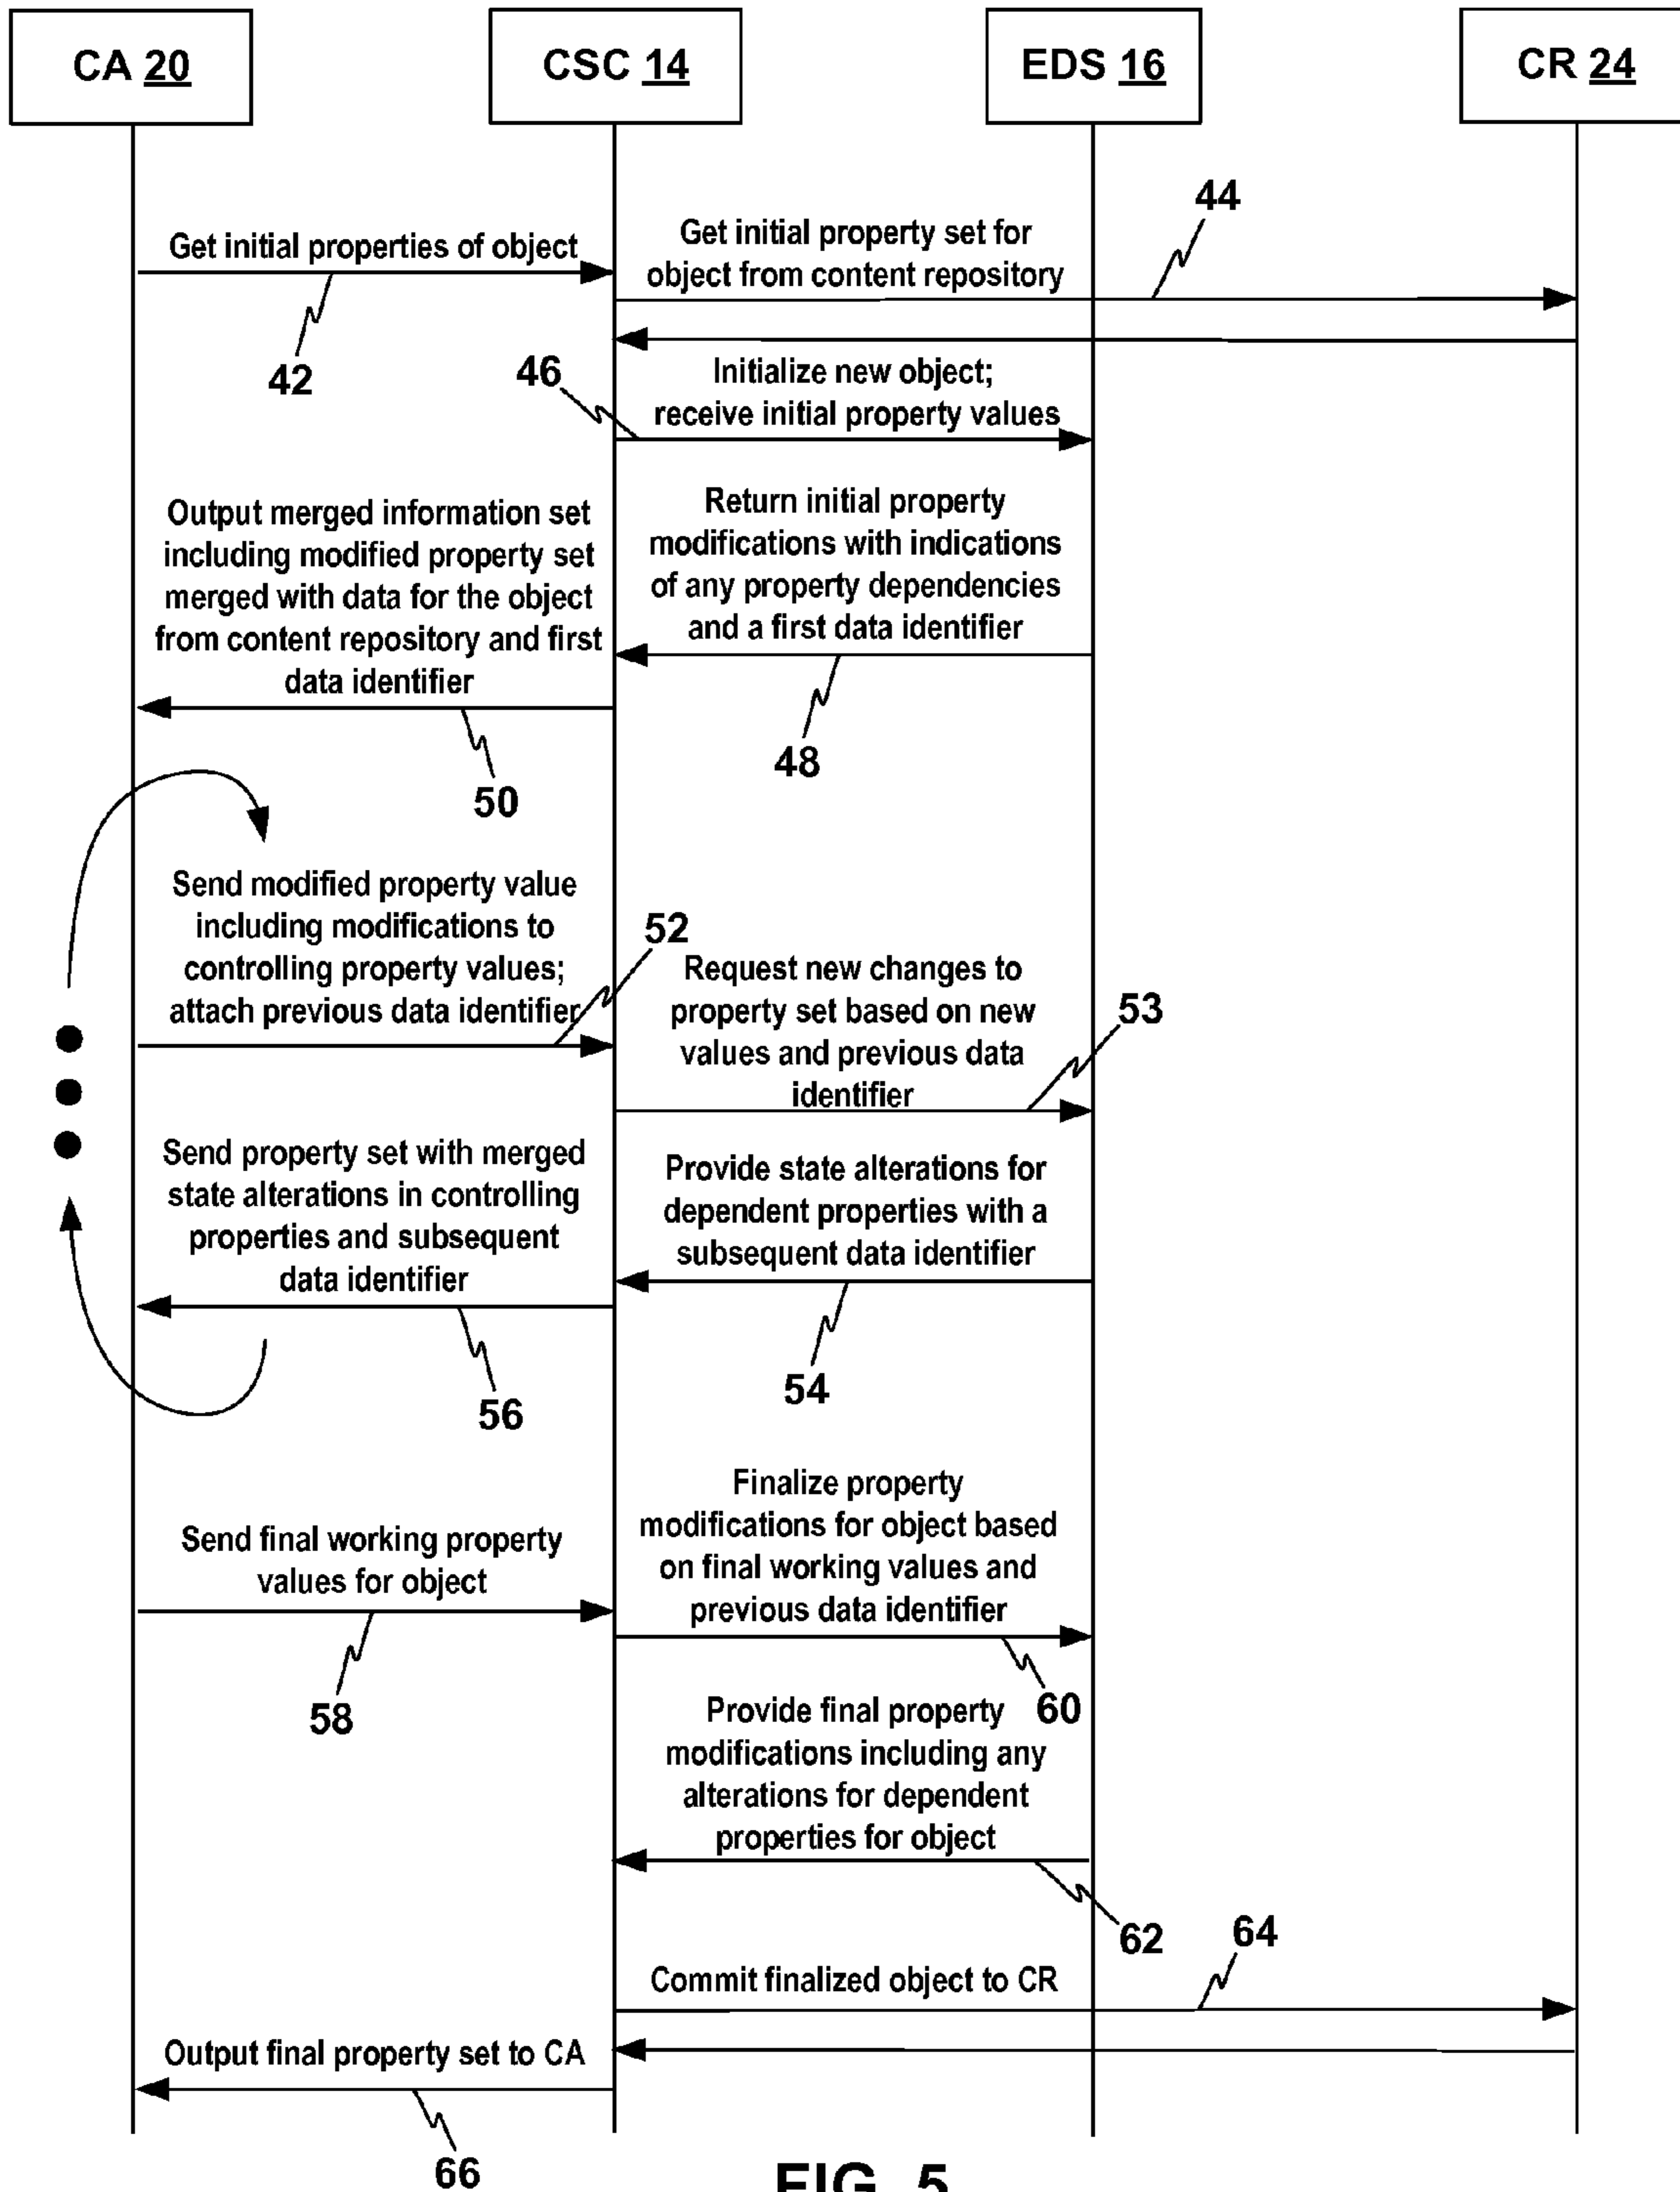 CA 20
CSC 14
EDS 16
CR 24
44
Get initial properties of object
Get initial property set for
object from content repository
42
46
Initialize new object;
receive initial property values
Output merged information set
including modified property set
merged with data for the object
from content repository and first
data identifier
Return initial property
modifications with indications
of any property dependencies
and a first data identifier
48
50
Send modified property value
including modifications to
controlling property values;
attach previous data identifier
52
Request new changes to
property set based on new
values and previous data
identifier
53
Send property set with merged
state alterations in controlling
properties and subsequent
data identifier
Provide state alterations for
dependent properties with a
subsequent data identifier
54
56
Send final working property
values for object
Finalize property
modifications for object based
on final working values and
previous data identifier
58
60
Provide final property
modifications including any
alterations for dependent
properties for object
62
64
Commit finalized object to CR
Output final property set to CA
66
FIG. 5